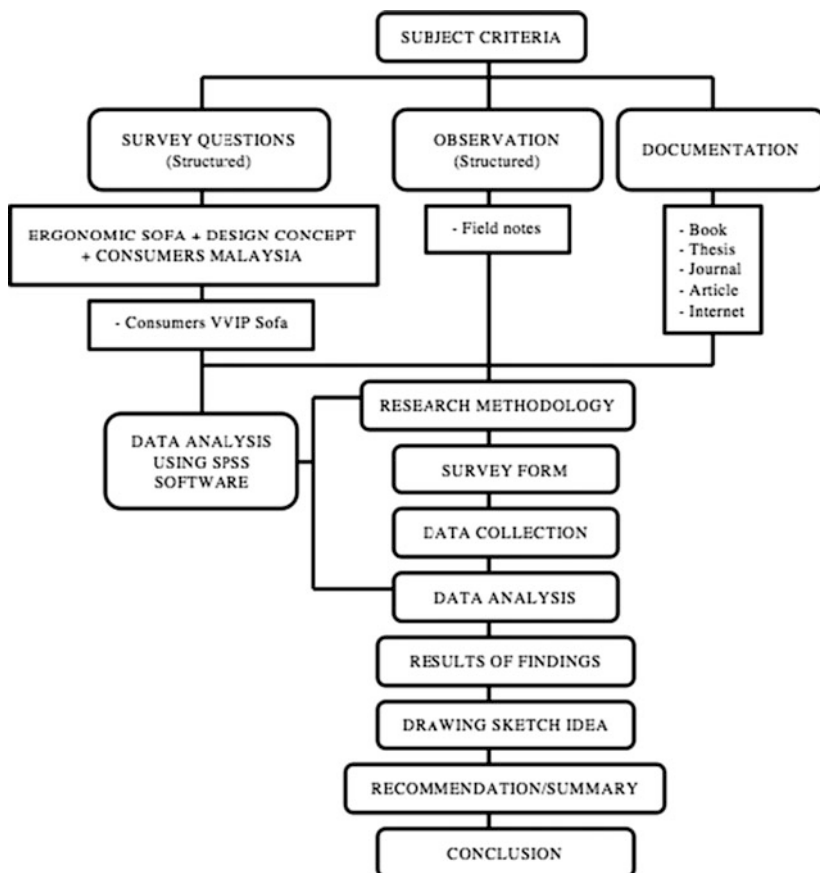 SUBJECT CRITERIA
SURVEY QUESTIONS
(Structured)
OBSERVATION
(Structured)
DOCUMENTATION
ERGONOMIC SOFA + DESIGN CONCEPT
+ CONSUMERS MALAYSIA
- Field notes
- Book
- Thesis
- Journal
- Article
- Internet
- Consumers VVIP Sofa
RESEARCH METHODOLOGY
DATA ANALYSIS
USING SPSS
SOFTWARE
SURVEY FORM
DATA COLLECTION
DATA ANALYSIS
RESULTS OF FINDINGS
DRAWING SKETCH IDEA
RECOMMENDATION/SUMMARY
CONCLUSION